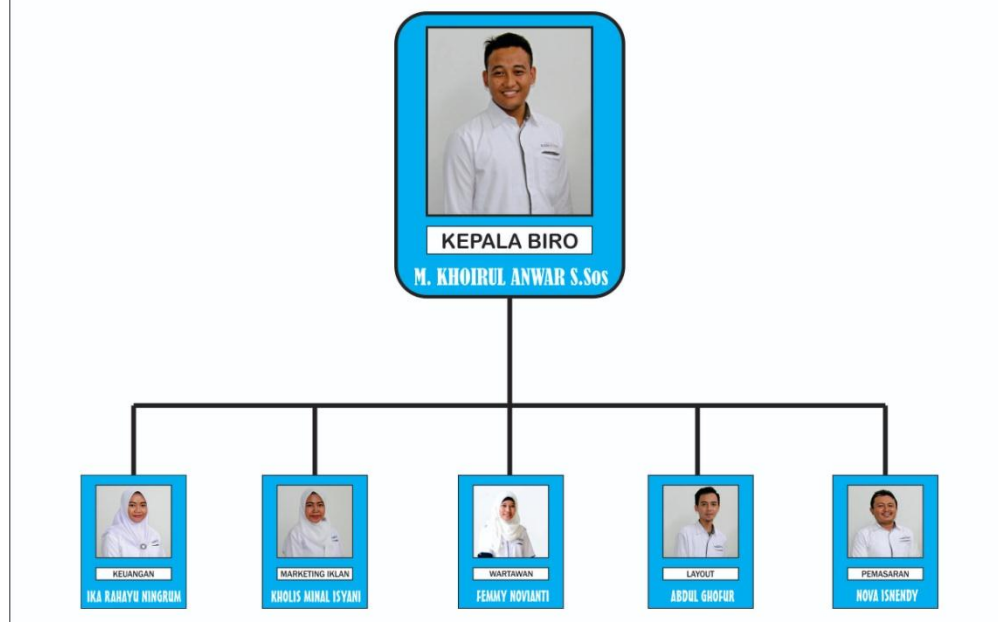 KEPALA BIRO
M. KHOIRUL ANWAR S.Sos
KEUANGAN
IKA RAHAYU NINGRUM
MARKETING IKLAN
KHOLIS MINAL ISYANI
WARTAWAN
FEMMY NOVIANTI
LAYOUT
ABDUL GHOFUR
PEMASARAN
NOVA ISNENDY